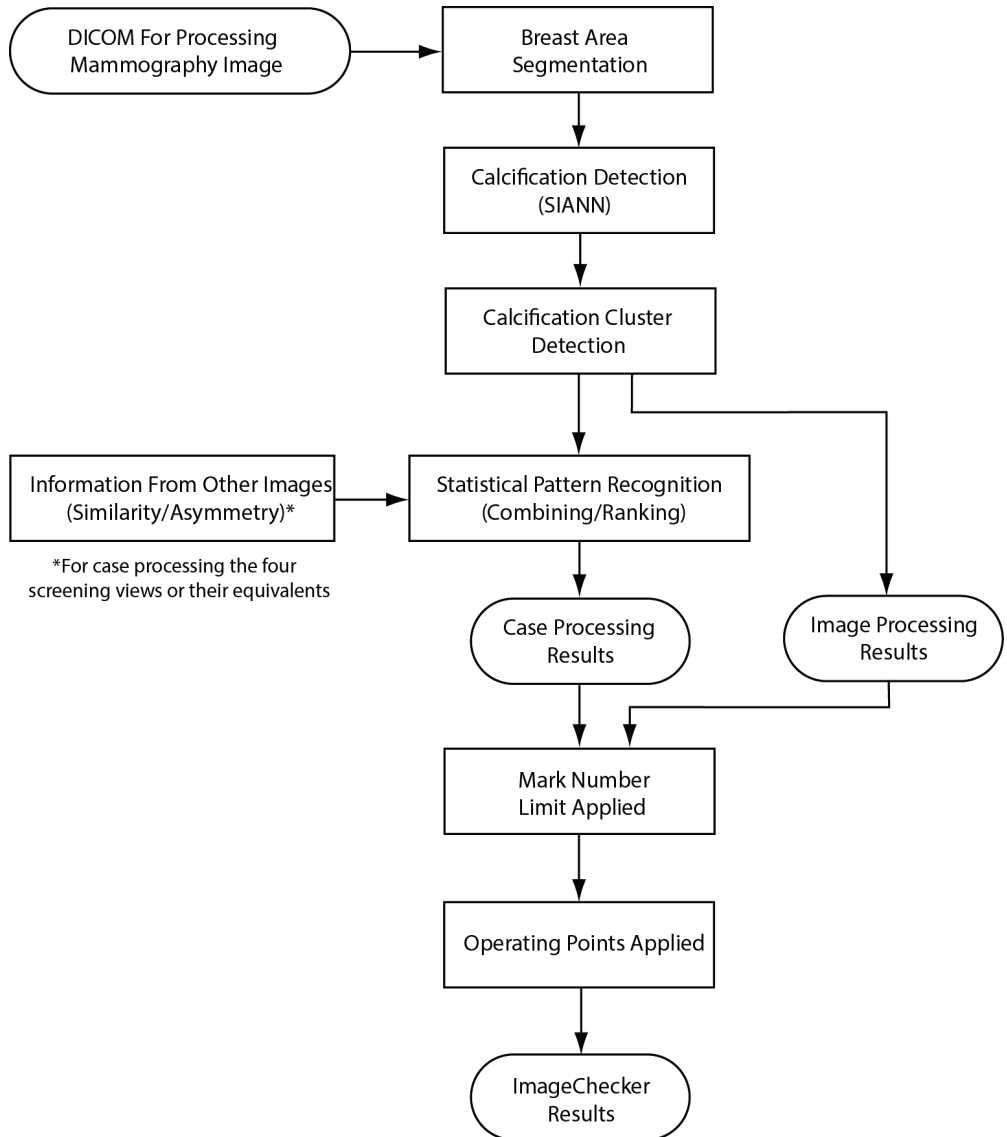 DICOM For Processing
Mammography Image
Breast Area
Segmentation
Calcification Detection
(SIANN)
Calcification Cluster
Detection
Information From Other Images
(Similarity/Asymmetry)*
*For case processing the four
screening views or their equivalents
Statistical Pattern Recognition
(Combining/Ranking)
Case Processing
Results
Image Processing
Results
Mark Number
Limit Applied
Operating Points Applied
ImageChecker
Results